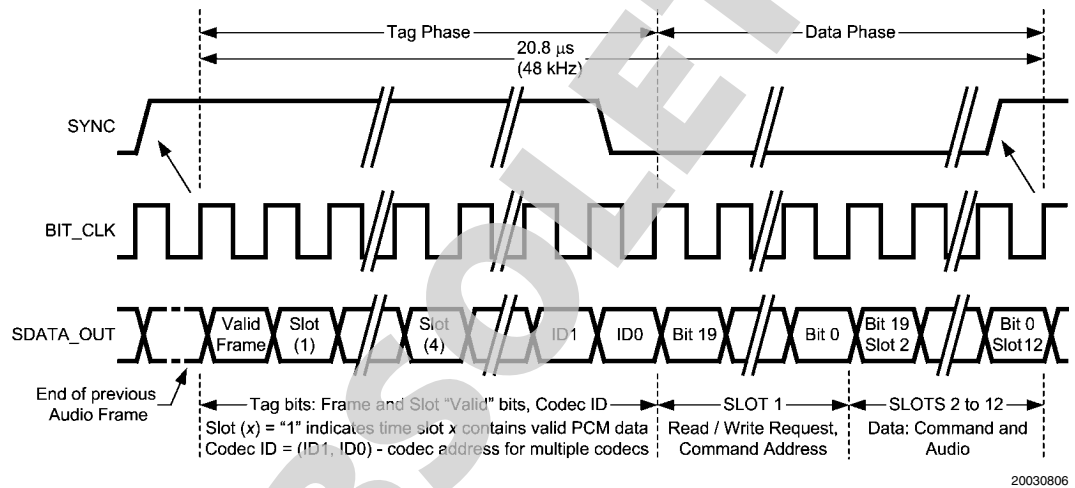 Tag Phase
Data Phase
20.8 μs
(48 kHz)
SYNC
BIT_CLK
SDATA_OUT
Valid
Frame
Slot
(1)
Slot
(4)
ID1
ID0
Bit 19
Bit 0
Bit 19
Slot 2
Bit 0
Slot 12
End of previous
Audio Frame
Tag bits: Frame and Slot “Valid” bits, Codec ID
Slot (x) = “1” indicates time slot x contains valid PCM data
Codec ID = (ID1, ID0) - codec address for multiple codecs
SLOT 1
Read / Write Request,
Command Address
SLOTS 2 to 12
Data: Command and
Audio
20030806